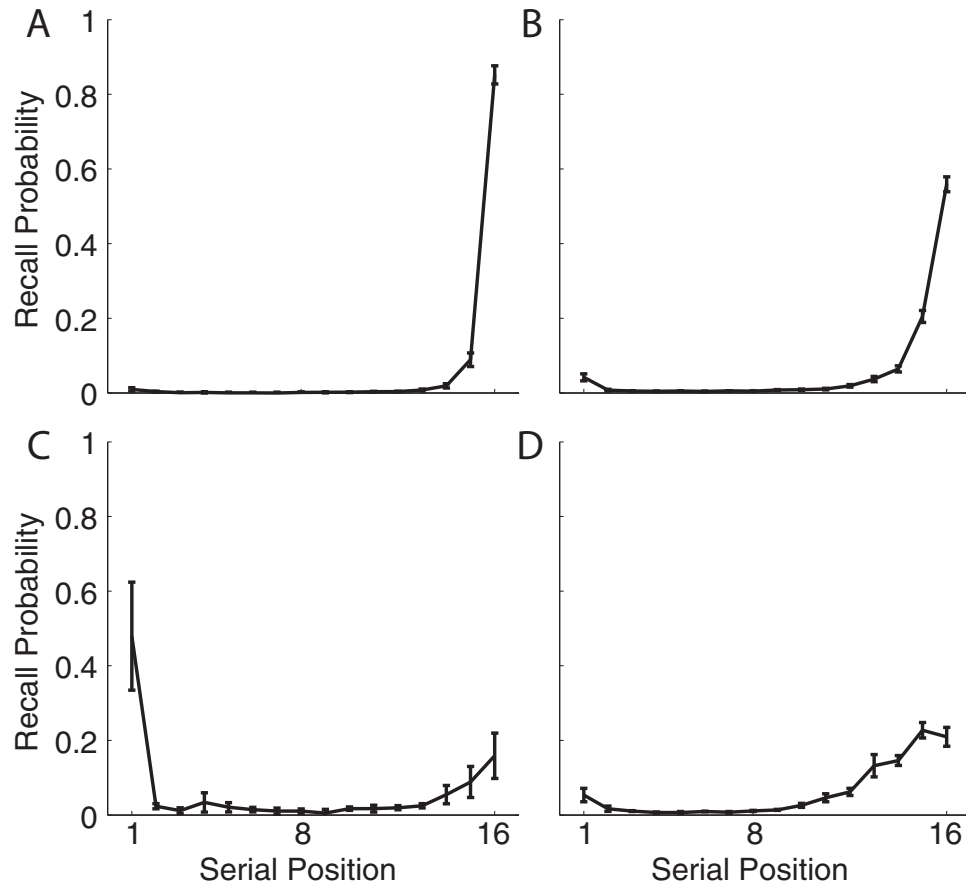 A
B
1
0.8
0.6
0.4
0.2
0
Recall Probability
C
D
1
0.8
0.6
0.4
0.2
0
Recall Probability
1 8 16
1 8 16
Serial Position
Serial Position